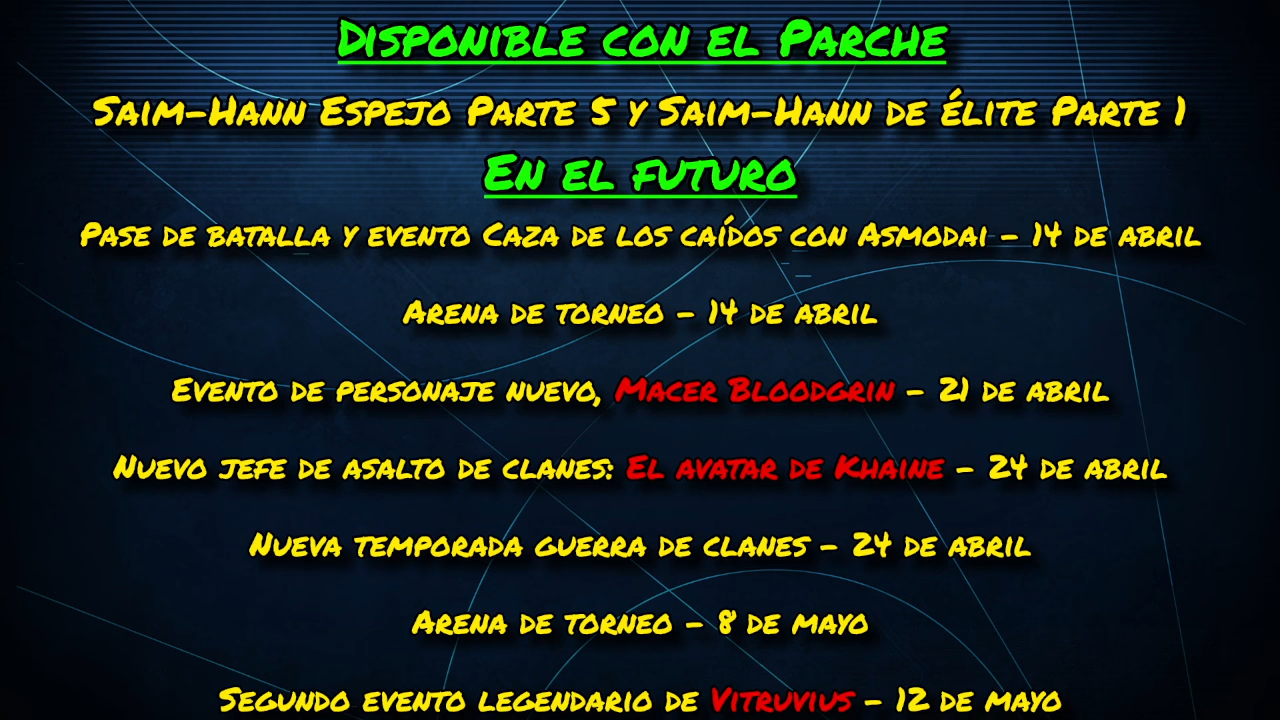 Disponible con el Parche
Saim-Hann Espejo Parte 5 y Saim-Hann de élite Parte 1
En el futuro
Pase de batalla y evento Caza de los caídos con Asmodai - 14 de abril
Arena de torneo - 14 de abril
Evento de personaje nuevo, Macer Bloodgrin - 21 de abril
Nuevo jefe de asalto de clanes: El avatar de Khaine - 24 de abril
Nueva temporada guerra de clanes - 24 de abril
Arena de torneo - 8 de mayo
Segundo evento legendario de Vitruvius - 12 de mayo